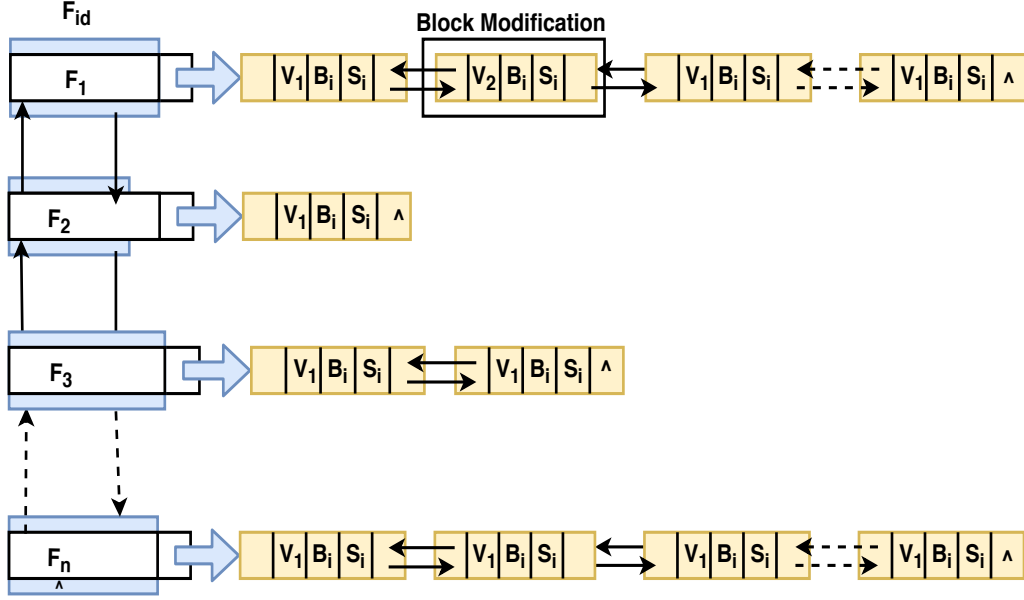 F_id
Block Modification
F_1
V_1 B_i S_i
V_2 B_i S_i
V_1 B_i S_i
V_1 B_i S_i ^
F_2
V_1 B_i S_i ^
F_3
V_1 B_i S_i
V_1 B_i S_i ^
F_n
^
V_1 B_i S_i
V_1 B_i S_i
V_1 B_i S_i
V_1 B_i S_i ^